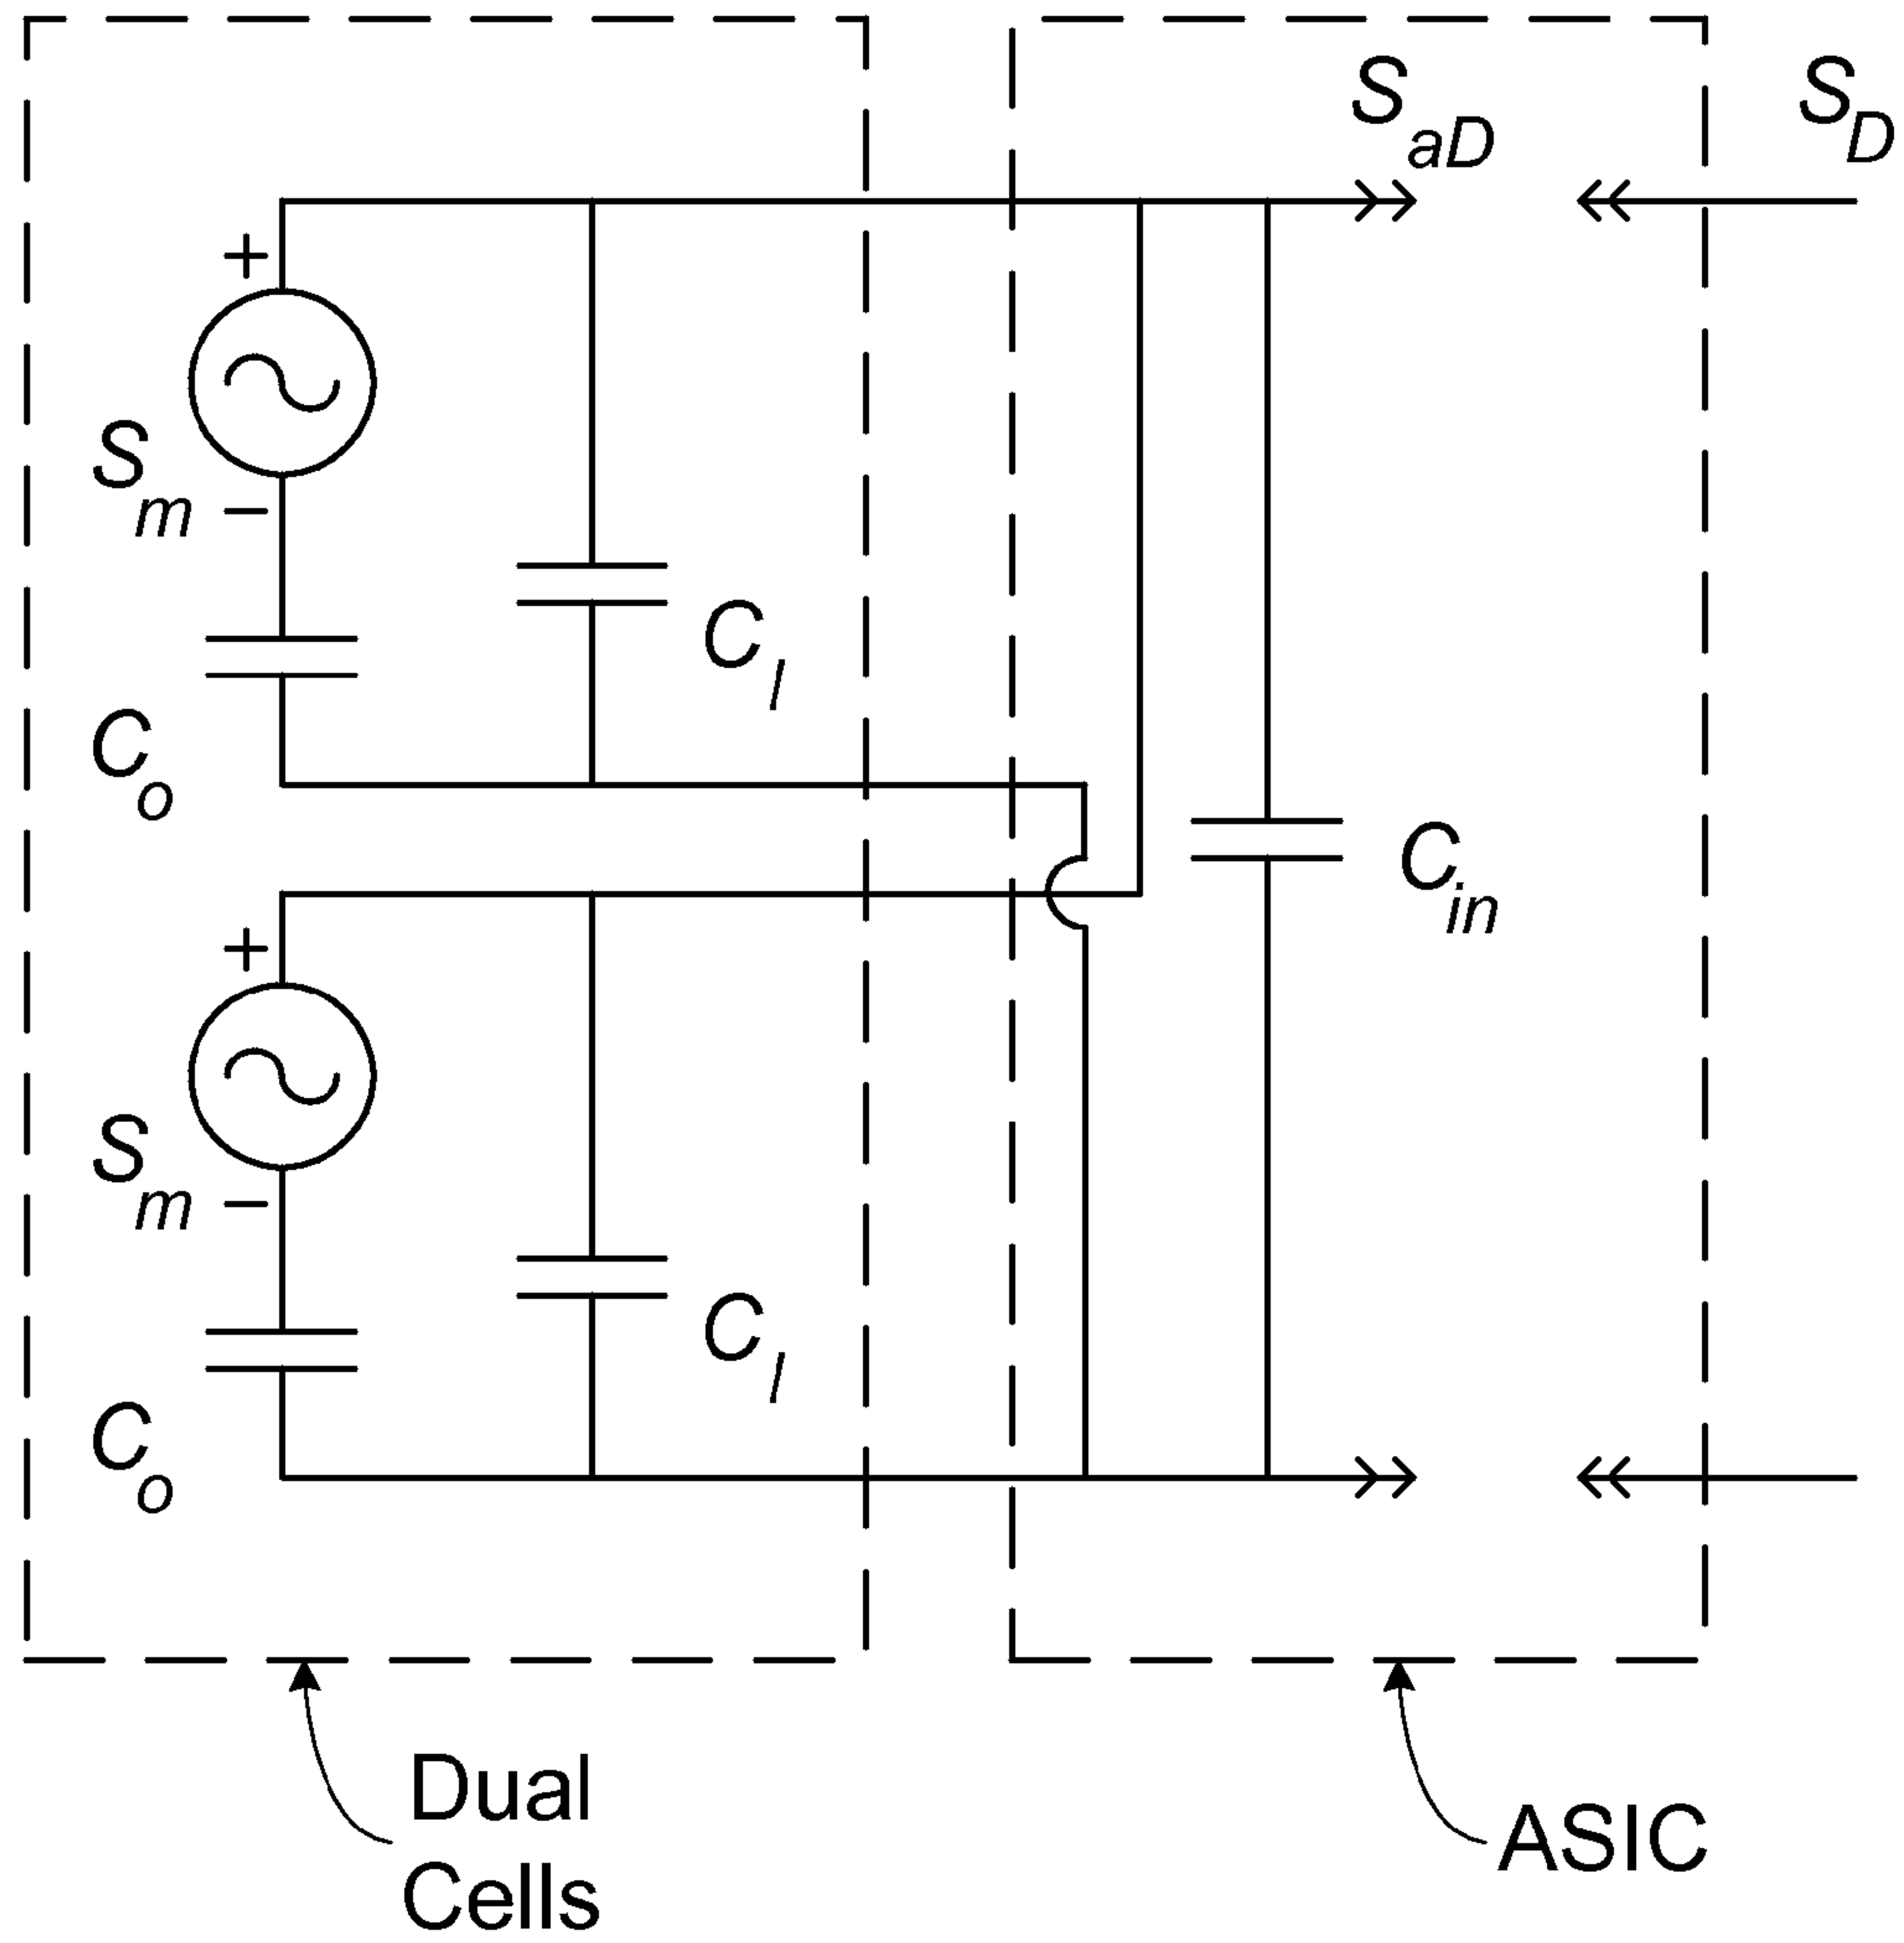 S_aD
S_D
+
S_m
−
C_o
C_l
C_in
+
S_m
−
C_o
C_l
Dual
Cells
ASIC